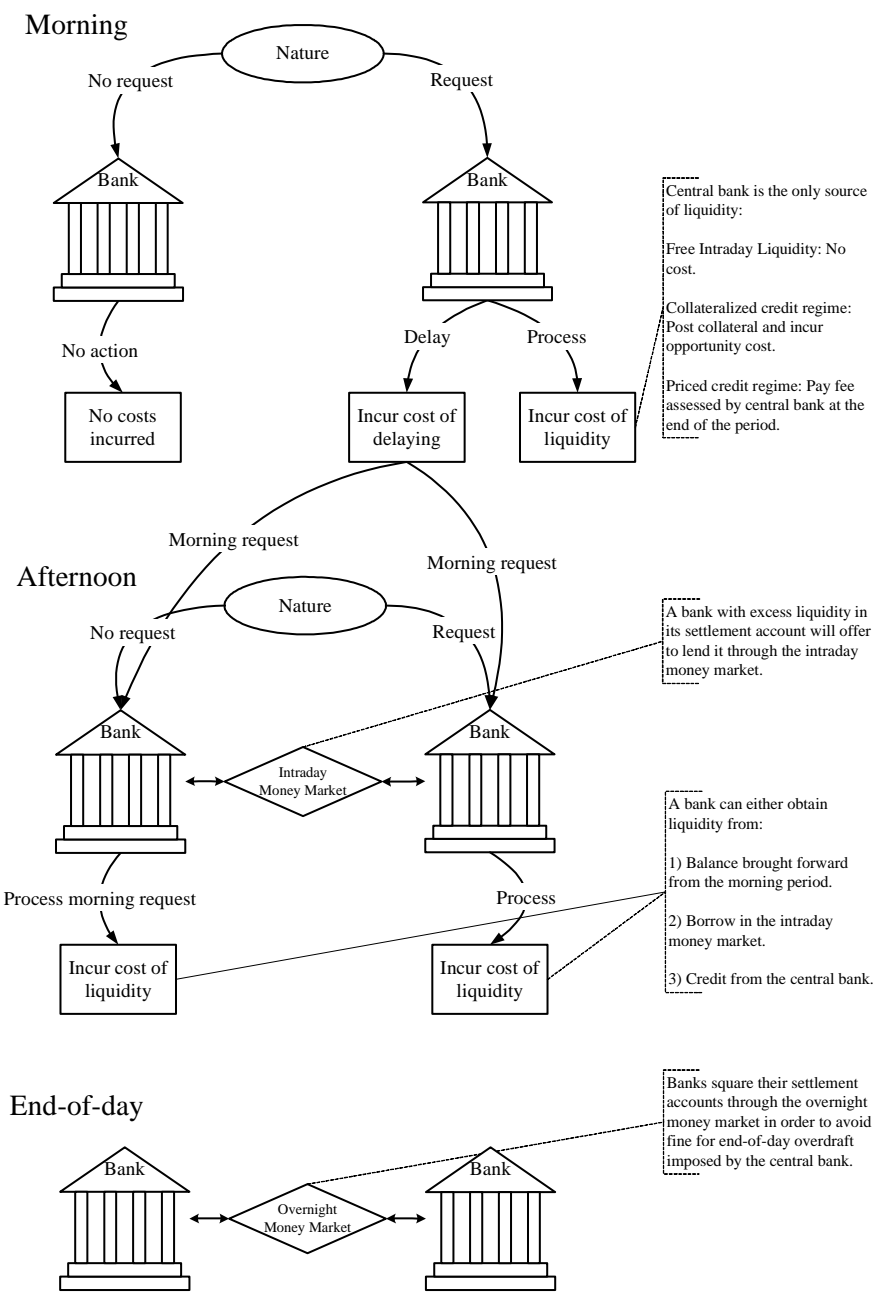 Morning
Nature
No request
Request
Bank
Bank
Central bank is the only source
of liquidity:
Free Intraday Liquidity: No
cost.
Collateralized credit regime:
Post collateral and incur
opportunity cost.
Priced credit regime: Pay fee
assessed by central bank at the
end of the period.
No action
Delay
Process
No costs
incurred
Incur cost of
delaying
Incur cost of
liquidity
Morning request
Morning request
Afternoon
Nature
No request
Request
A bank with excess liquidity in
its settlement account will offer
to lend it through the intraday
money market.
Bank
Bank
Intraday
Money Market
A bank can either obtain
liquidity from:
1) Balance brought forward
from the morning period.
2) Borrow in the intraday
money market.
3) Credit from the central bank.
Process morning request
Process
Incur cost of
liquidity
Incur cost of
liquidity
End-of-day
Banks square their settlement
accounts through the overnight
money market in order to avoid
fine for end-of-day overdraft
imposed by the central bank.
Bank
Bank
Overnight
Money Market